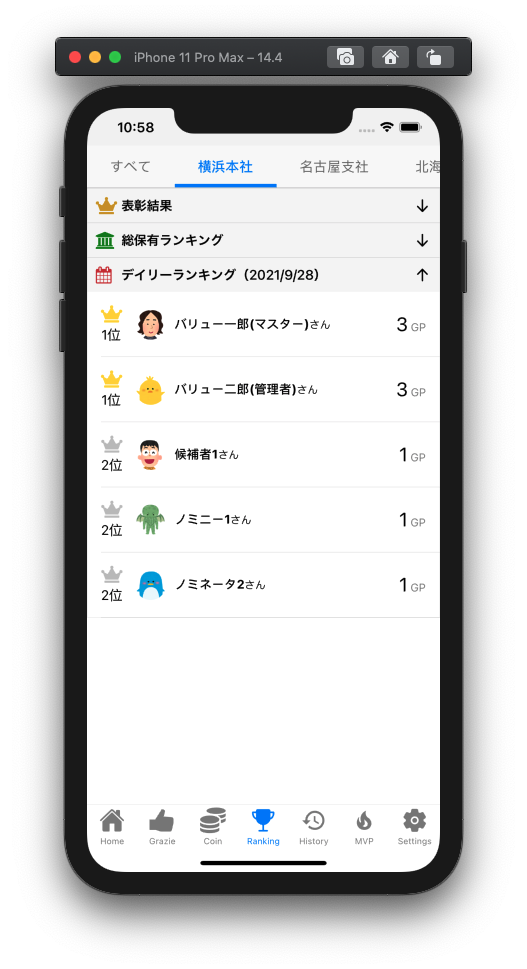 iPhone 11 Pro Max – 14.4
10:58
すべて 横浜本社 名古屋支社 北海
表彰結果
総保有ランキング
デイリーランキング（2021/9/28）
1位 バリュー一郎(マスター)さん 3 GP
1位 バリュー二郎(管理者)さん 3 GP
2位 候補者1さん 1 GP
2位 ノミニー1さん 1 GP
2位 ノミネータ2さん 1 GP
Home Grazie Coin Ranking History MVP Settings